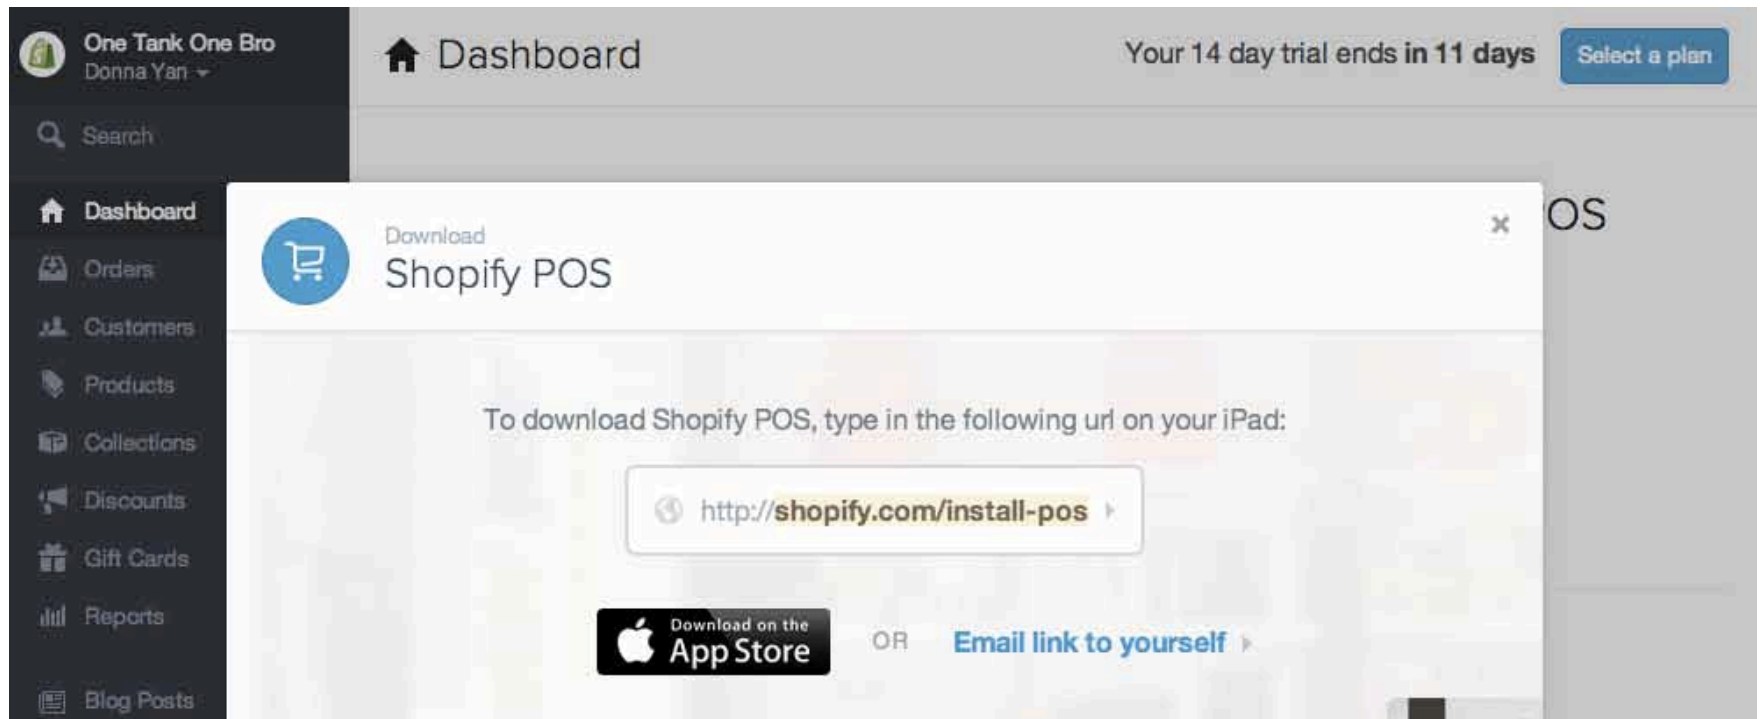 One Tank One Bro
Donna Yan
Search
Dashboard
Orders
Customers
Products
Collections
Discounts
Gift Cards
Reports
Blog Posts
Dashboard
Your 14 day trial ends in 11 days
Select a plan
OS
Download
Shopify POS
To download Shopify POS, type in the following url on your iPad:
http://shopify.com/install-pos
Download on the
App Store
OR
Email link to yourself